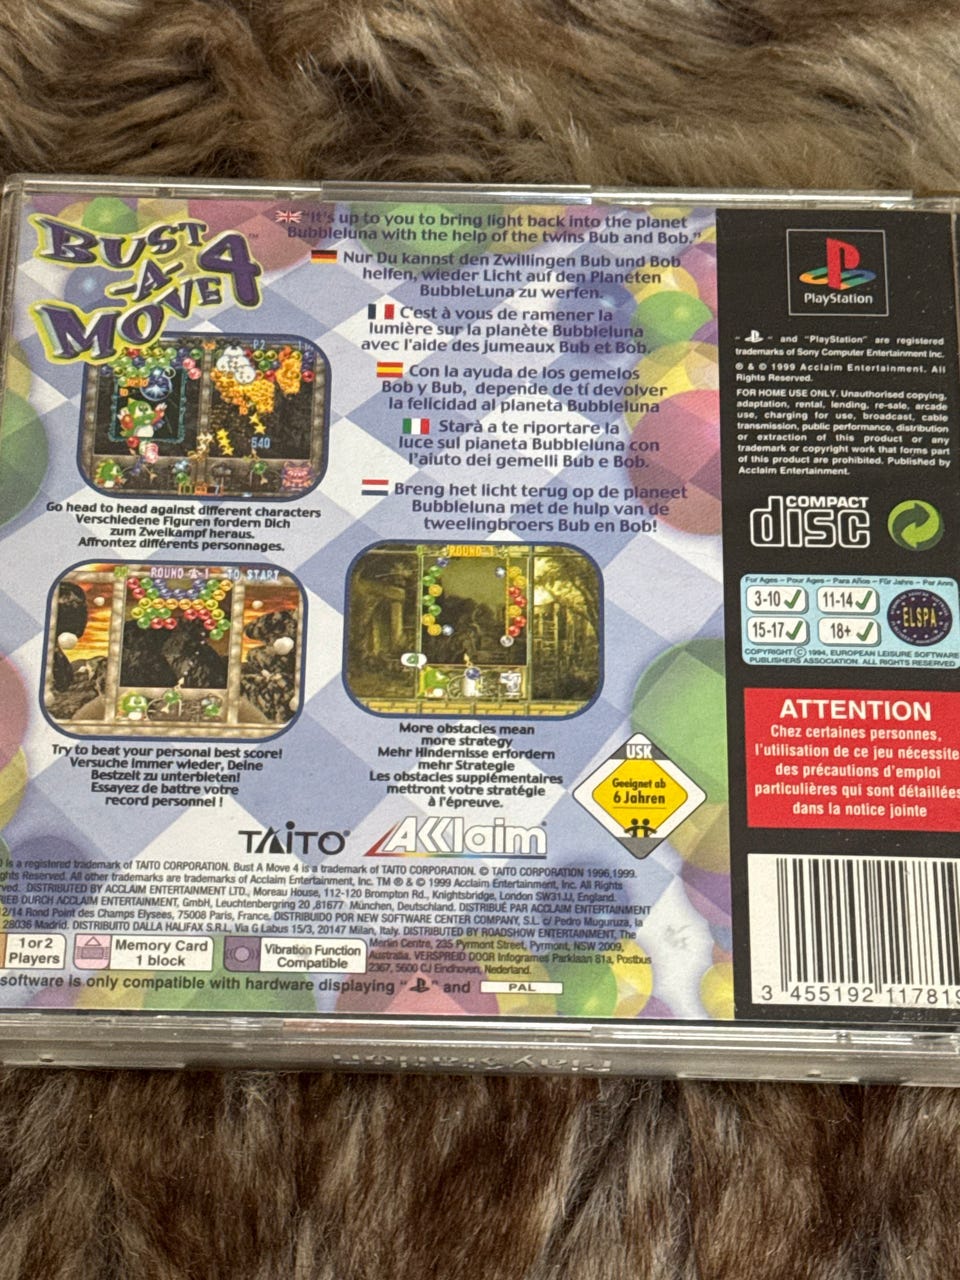 BUST
-A-
MOVE 4™
"It's up to you to bring light back into the planet
Bubbleluna with the help of the twins Bub and Bob."
Nur Du kannst den Zwillingen Bub und Bob
helfen, wieder Licht auf den Planeten
BubbleLuna zu werfen.
C'est à vous de ramener la
lumière sur la planète Bubbleluna
avec l'aide des jumeaux Bub et Bob.
Con la ayuda de los gemelos
Bob y Bub, depende de tí devolver
la felicidad al planeta Bubbleluna
Starà a te riportare la
luce sul pianeta Bubbleluna con
l'aiuto dei gemelli Bub e Bob.
Breng het licht terug op de planeet
Bubbleluna met de hulp van de
tweelingbroers Bub en Bob!
P2
540
Go head to head against different characters
Verschiedene Figuren fordern Dich
zum Zweikampf heraus.
Affrontez différents personnages.
ROUND A-1 TO START
Try to beat your personal best score!
Versuche immer wieder, Deine
Bestzeit zu unterbieten!
Essayez de battre votre
record personnel !
ROUND 1
More obstacles mean
more strategy
Mehr Hindernisse erfordern
mehr Strategie
Les obstacles supplémentaires
mettront votre stratégie
à l'épreuve.
USK
Geeignet ab
6 Jahren
TAITO®
AKKlaim®
is a registered trademark of TAITO CORPORATION. Bust A Move 4 is a trademark of TAITO CORPORATION. © TAITO CORPORATION 1996,1999.
ghts Reserved. All other trademarks are trademarks of Acclaim Entertainment, Inc. TM ® & © 1999 Acclaim Entertainment, Inc. All Rights
ved. DISTRIBUTED BY ACCLAIM ENTERTAINMENT LTD., Moreau House, 112-120 Brompton Rd., Knightsbridge, London SW31JJ, England.
RIEB DURCH ACCLAIM ENTERTAINMENT, GmbH, Leuchtenbergring 20 ,81677 München, Deutschland. DISTRIBUÉ PAR ACCLAIM ENTERTAINMENT
2/14 Rond Point des Champs Elysees, 75008 Paris, France. DISTRIBUIDO POR NEW SOFTWARE CENTER COMPANY, S.L. c/ Pedro Muguruza, la
28036 Madrid. DISTRIBUITO DALLA HALIFAX S.R.L, Via G Labus 15/3, 20147 Milan, Italy. DISTRIBUTED BY ROADSHOW ENTERTAINMENT, The
Merlin Centre, 235 Pyrmont Street, Pyrmont, NSW 2009,
Australia. VERSPREID DOOR Infogrames Parklaan 81a, Postbus
2367, 5600 CJ Eindhoven, Nederland.
1 or 2
Players
Memory Card
1 block
Vibration Function
Compatible
software is only compatible with hardware displaying " " and PAL
PlayStation
" " and "PlayStation" are registered
trademarks of Sony Computer Entertainment Inc.
® & © 1999 Acclaim Entertainment. All
Rights Reserved.
FOR HOME USE ONLY. Unauthorised copying,
adaptation, rental, lending, re-sale, arcade
use, charging for use, broadcast, cable
transmission, public performance, distribution
or extraction of this product or any
trademark or copyright work that forms part
of this product are prohibited. Published by
Acclaim Entertainment.
COMPACT
disc
For Ages – Pour Ages – Para Años – Für Jahre – Per Anni
3-10 ✓ 11-14 ✓
15-17 ✓ 18+ ✓
ELSPA
COPYRIGHT © 1994, EUROPEAN LEISURE SOFTWARE
PUBLISHERS ASSOCIATION. ALL RIGHTS RESERVED
ATTENTION
Chez certaines personnes,
l'utilisation de ce jeu nécessite
des précautions d'emploi
particulières qui sont détaillées
dans la notice jointe
3 455192 117819
PlayStation